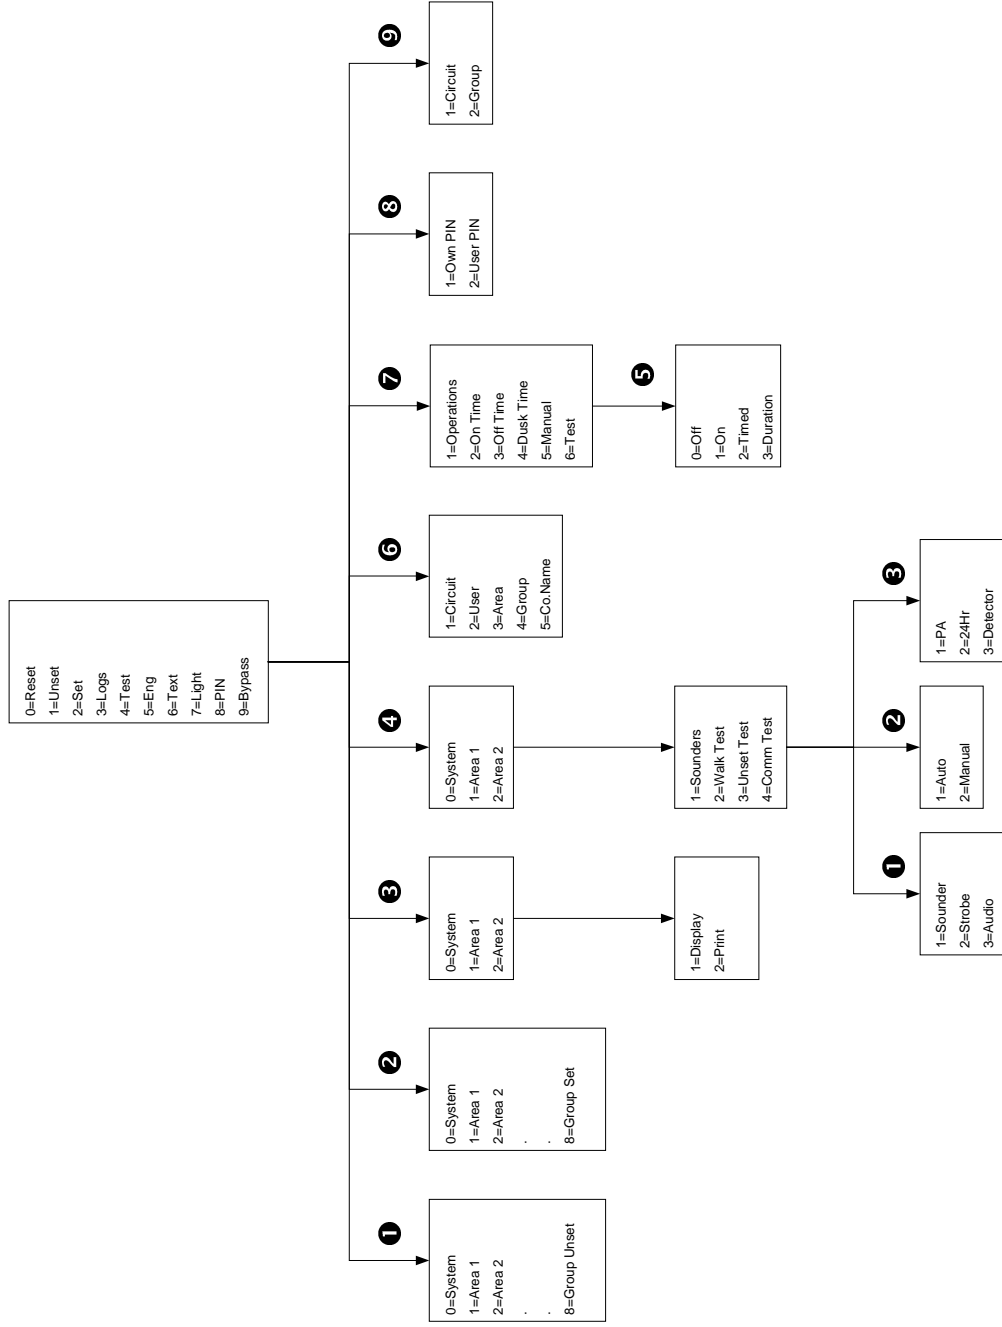 0=Reset
1=Unset
2=Set
3=Logs
4=Test
5=Eng
6=Text
7=Light
8=PIN
9=Bypass
1
0=System
1=Area 1
2=Area 2
.
.
8=Group Unset
2
0=System
1=Area 1
2=Area 2
.
.
8=Group Set
3
0=System
1=Area 1
2=Area 2
1=Display
2=Print
4
0=System
1=Area 1
2=Area 2
1=Sounders
2=Walk Test
3=Unset Test
4=Comm Test
1
1=Sounder
2=Strobe
3=Audio
2
1=Auto
2=Manual
3
1=PA
2=24Hr
3=Detector
6
1=Circuit
2=User
3=Area
4=Group
5=Co.Name
7
1=Operations
2=On Time
3=Off Time
4=Dusk Time
5=Manual
6=Test
5
0=Off
1=On
2=Timed
3=Duration
8
1=Own PIN
2=User PIN
9
1=Circuit
2=Group